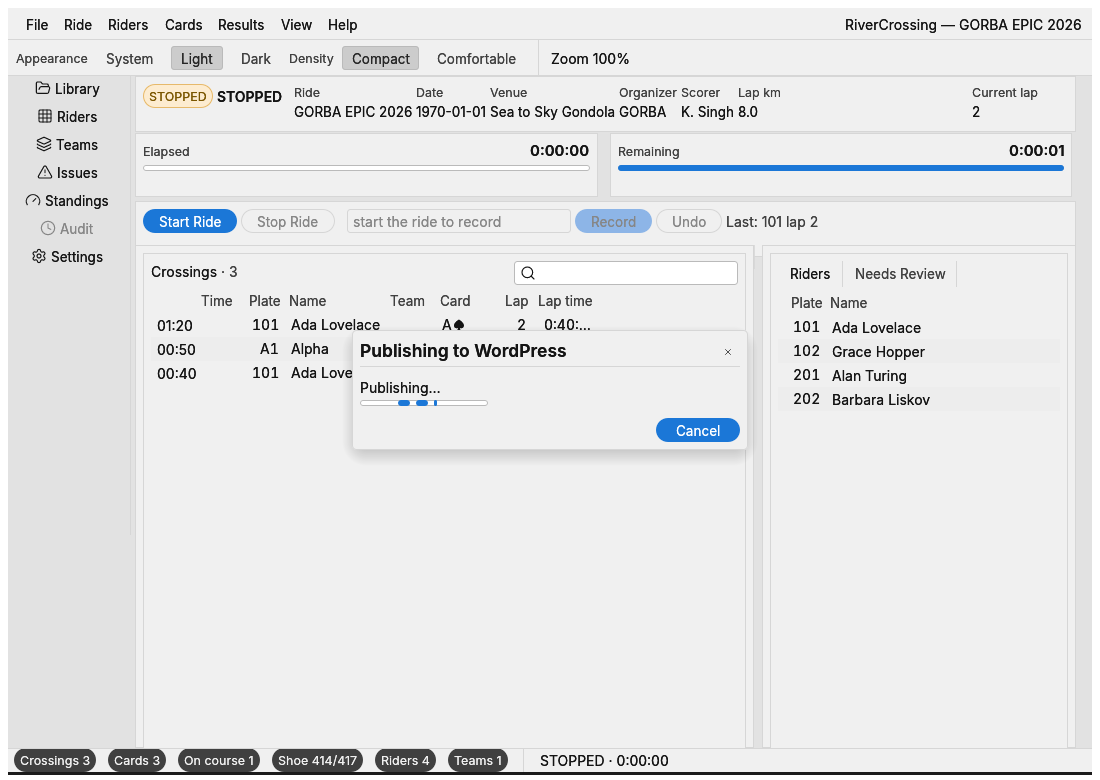 File Ride Riders Cards Results View Help RiverCrossing — GORBA EPIC 2026
Appearance System Light Dark Density Compact Comfortable Zoom 100%
Library
Riders
Teams
Issues
Standings
Audit
Settings
STOPPED STOPPED
Ride Date Venue Organizer Scorer Lap km Current lap
GORBA EPIC 2026 1970-01-01 Sea to Sky Gondola GORBA K. Singh 8.0 2
Elapsed 0:00:00 Remaining 0:00:01
Start Ride Stop Ride start the ride to record Record Undo Last: 101 lap 2
Crossings · 3
Time Plate Name Team Card Lap Lap time
01:20 101 Ada Lovelace A♠ 2 0:40:...
00:50 A1 Alpha
00:40 101 Ada Love
Publishing to WordPress ×
Publishing...
Cancel
Riders Needs Review
Plate Name
101 Ada Lovelace
102 Grace Hopper
201 Alan Turing
202 Barbara Liskov
Crossings 3 Cards 3 On course 1 Shoe 414/417 Riders 4 Teams 1 STOPPED · 0:00:00